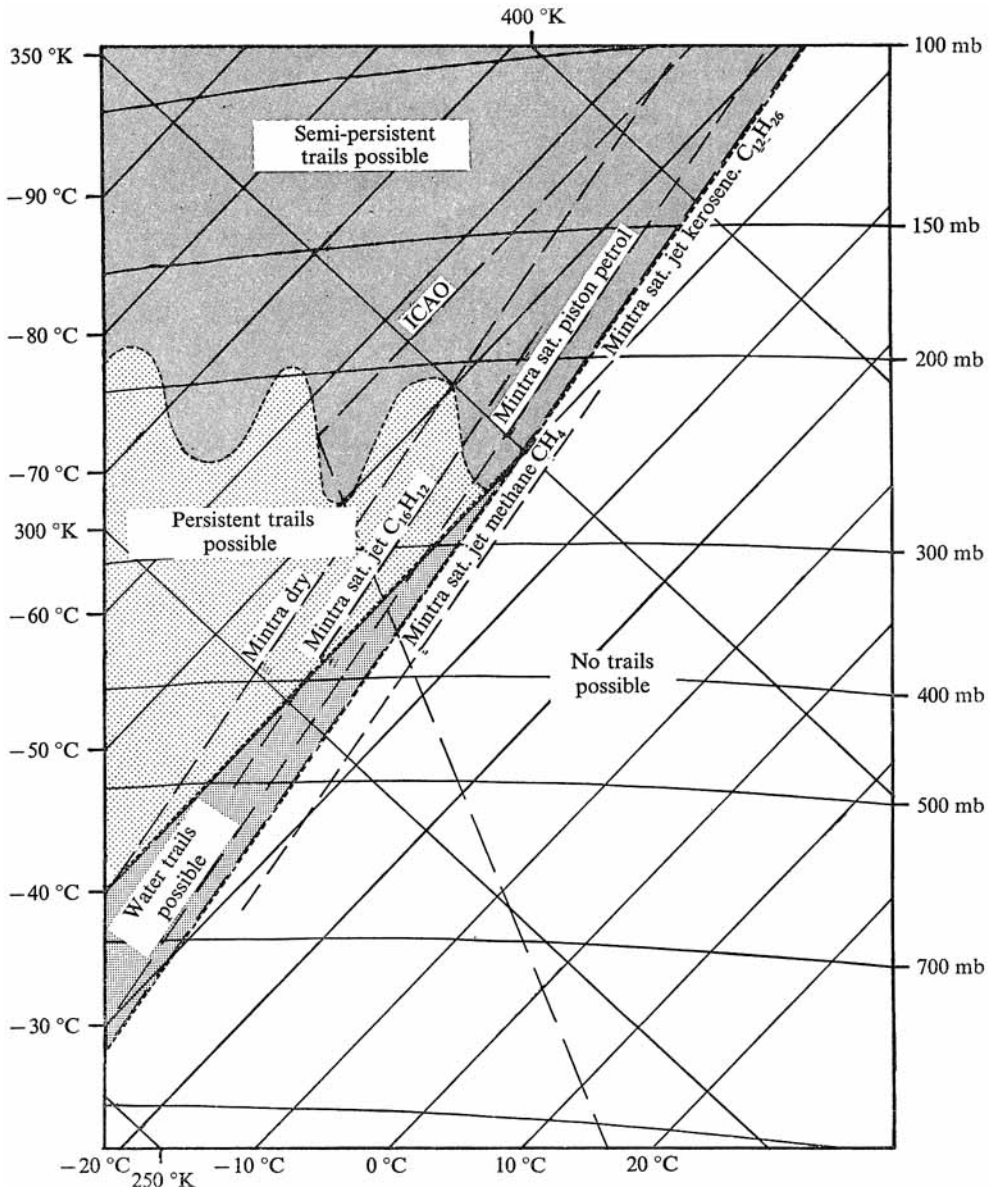 400 °K
350 °K
100 mb
Semi-persistent
trails possible
−90 °C
150 mb
ICAO
Mintra sat. piston petrol
Mintra sat. jet kerosene. C₁₂H₂₆
−80 °C
200 mb
−70 °C
300 °K
Persistent trails
possible
Mintra dry
Mintra sat. jet C₁₆H₁₂
Mintra sat. jet methane CH₄
300 mb
−60 °C
No trails
possible
400 mb
−50 °C
500 mb
Water trails
possible
−40 °C
700 mb
−30 °C
−20 °C
250 °K
−10 °C
0 °C
10 °C
20 °C